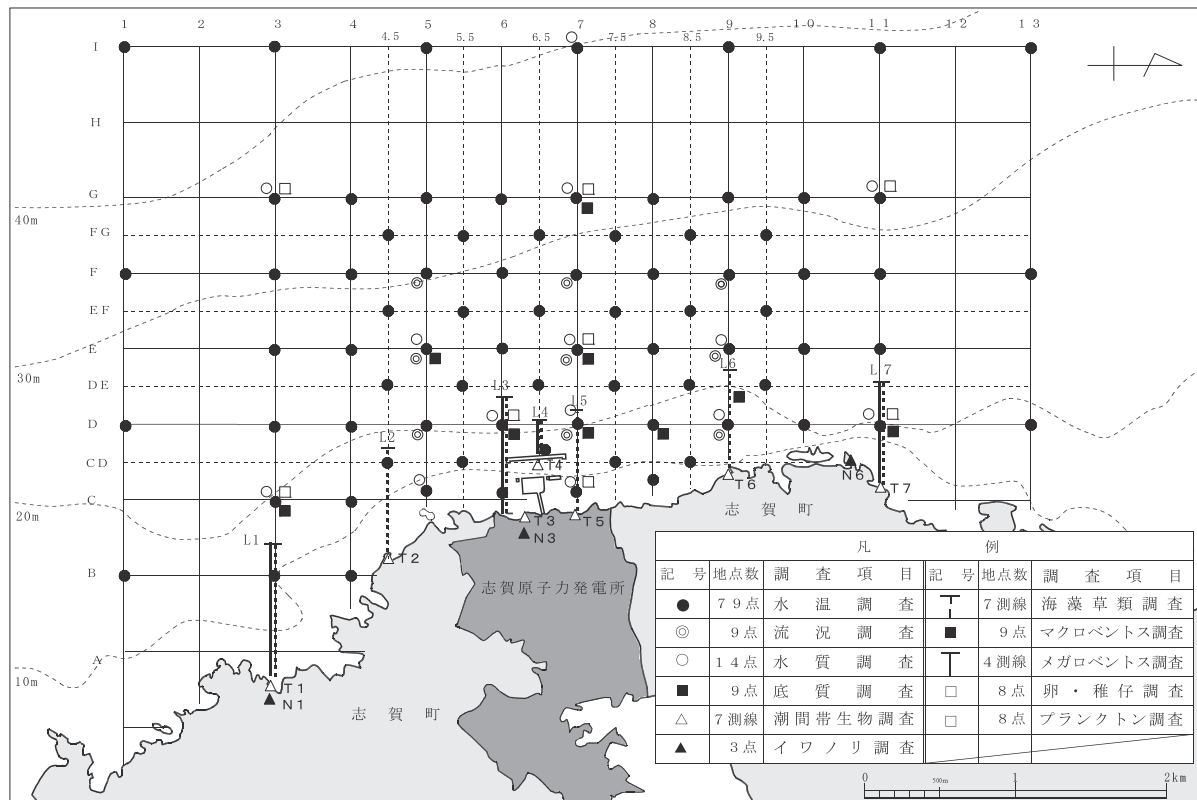 1 2 3 4 5 6 7 8 9 10 11 12 13
4.5 5.5 6.5 7.5 8.5 9.5
I
H
G
40m
FG
F
EF
E
30m
DE
L6
L7
L3
L5
L4
D
L2
CD
T4
T6
N6
T7
C
20m
志賀町
T3
T5
N3
L1
T2
B
志賀原子力発電所
A
10m
T1
N1
志賀町
凡例
記号 地点数 調査項目 記号 地点数 調査項目
● 79点 水温調査 7測線 海藻草類調査
◎ 9点 流況調査 ■ 9点 マクロベントス調査
○ 14点 水質調査 4測線 メガロベントス調査
■ 9点 底質調査 □ 8点 卵・稚仔調査
△ 7測線 潮間帯生物調査 □ 8点 プランクトン調査
▲ 3点 イワノリ調査
0 500m 1 2km